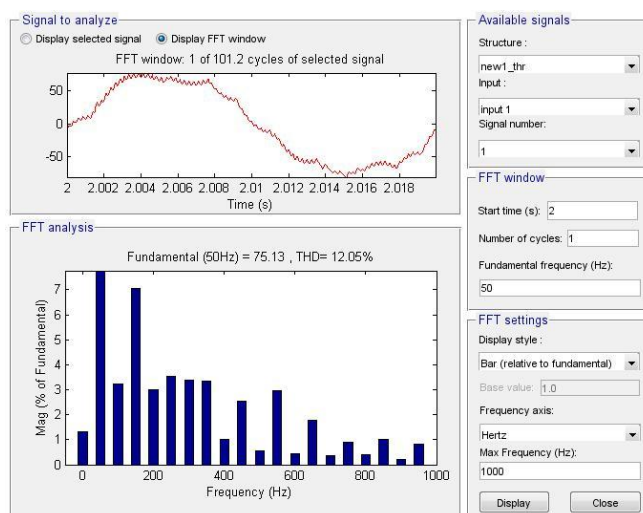 Signal to analyze
Display selected signal Display FFT window
FFT window: 1 of 101.2 cycles of selected signal
50
0
-50
2 2.002 2.004 2.006 2.008 2.01 2.012 2.014 2.016 2.018
Time (s)
FFT analysis
Fundamental (50Hz) = 75.13 , THD= 12.05%
Mag (% of Fundamental)
7
6
5
4
3
2
1
0
0 200 400 600 800 1000
Frequency (Hz)
Available signals
Structure :
new1_thr
Input :
input 1
Signal number:
1
FFT window
Start time (s): 2
Number of cycles: 1
Fundamental frequency (Hz):
50
FFT settings
Display style :
Bar (relative to fundamental)
Base value: 1.0
Frequency axis:
Hertz
Max Frequency (Hz):
1000
Display Close